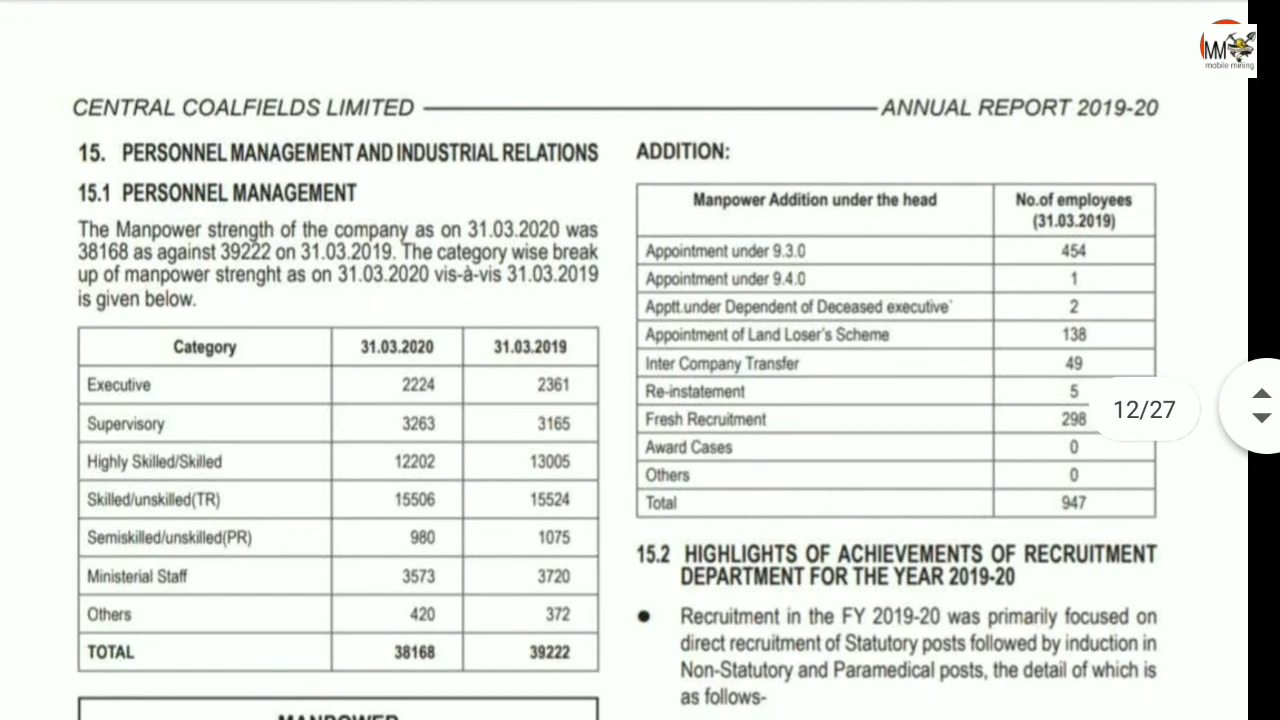 MM
mobile mining
CENTRAL COALFIELDS LIMITED ANNUAL REPORT 2019-20
15. PERSONNEL MANAGEMENT AND INDUSTRIAL RELATIONS
15.1 PERSONNEL MANAGEMENT
The Manpower strength of the company as on 31.03.2020 was
38168 as against 39222 on 31.03.2019. The category wise break
up of manpower strenght as on 31.03.2020 vis-à-vis 31.03.2019
is given below.
Category 31.03.2020 31.03.2019
Executive 2224 2361
Supervisory 3263 3165
Highly Skilled/Skilled 12202 13005
Skilled/unskilled(TR) 15506 15524
Semiskilled/unskilled(PR) 980 1075
Ministerial Staff 3573 3720
Others 420 372
TOTAL 38168 39222
MANPOWER
ADDITION:
Manpower Addition under the head No.of employees
(31.03.2019)
Appointment under 9.3.0 454
Appointment under 9.4.0 1
Apptt.under Dependent of Deceased executive` 2
Appointment of Land Loser's Scheme 138
Inter Company Transfer 49
Re-instatement 5
Fresh Recruitment 298
Award Cases 0
Others 0
Total 947
12/27
15.2 HIGHLIGHTS OF ACHIEVEMENTS OF RECRUITMENT
DEPARTMENT FOR THE YEAR 2019-20
● Recruitment in the FY 2019-20 was primarily focused on
direct recruitment of Statutory posts followed by induction in
Non-Statutory and Paramedical posts, the detail of which is
as follows-